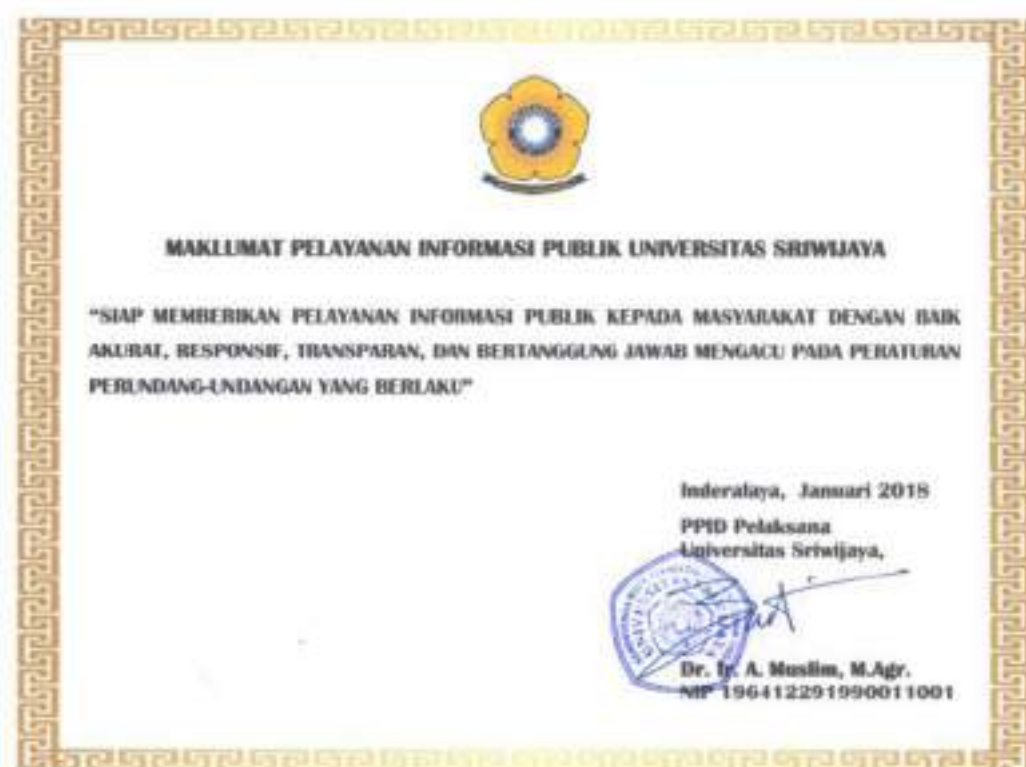 MAKLUMAT PELAYANAN INFORMASI PUBLIK UNIVERSITAS SRIWIJAYA
"SIAP MEMBERIKAN PELAYANAN INFORMASI PUBLIK KEPADA MASYARAKAT DENGAN BAIK
AKURAT, RESPONSIF, TRANSPARAN, DAN BERTANGGUNG JAWAB MENGACU PADA PERATURAN
PERUNDANG-UNDANGAN YANG BERLAKU"
Inderalaya, Januari 2018
PPID Pelaksana
Universitas Sriwijaya,
UNIVERSITAS
Dr. Ir. A. Muslim, M.Agr.
NIP 196412291990011001